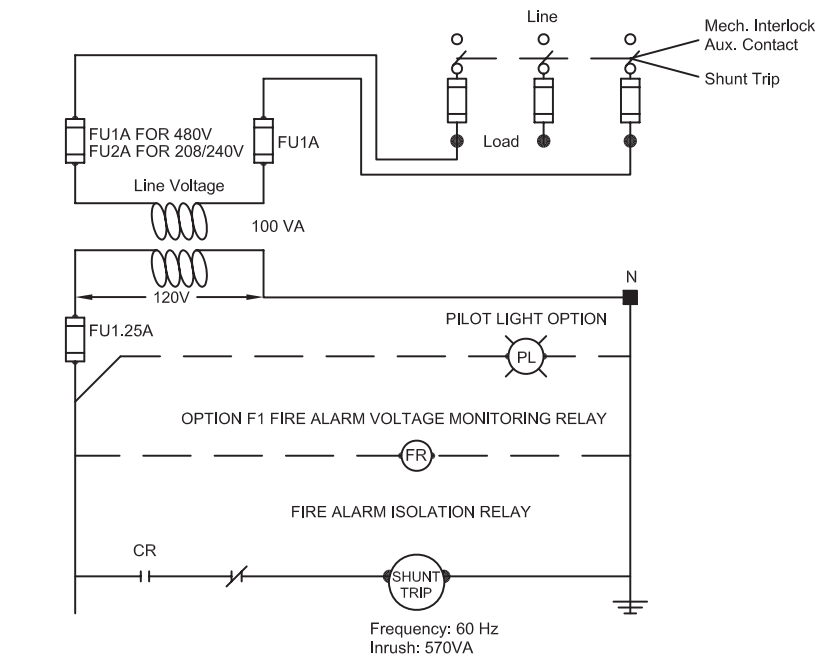 Line
Mech. Interlock
Aux. Contact
Shunt Trip
FU1A FOR 480V
FU2A FOR 208/240V
FU1A
Load
Line Voltage
100 VA
120V
N
FU1.25A
PILOT LIGHT OPTION
PL
OPTION F1 FIRE ALARM VOLTAGE MONITORING RELAY
FR
FIRE ALARM ISOLATION RELAY
CR
SHUNT
TRIP
Frequency: 60 Hz
Inrush: 570VA